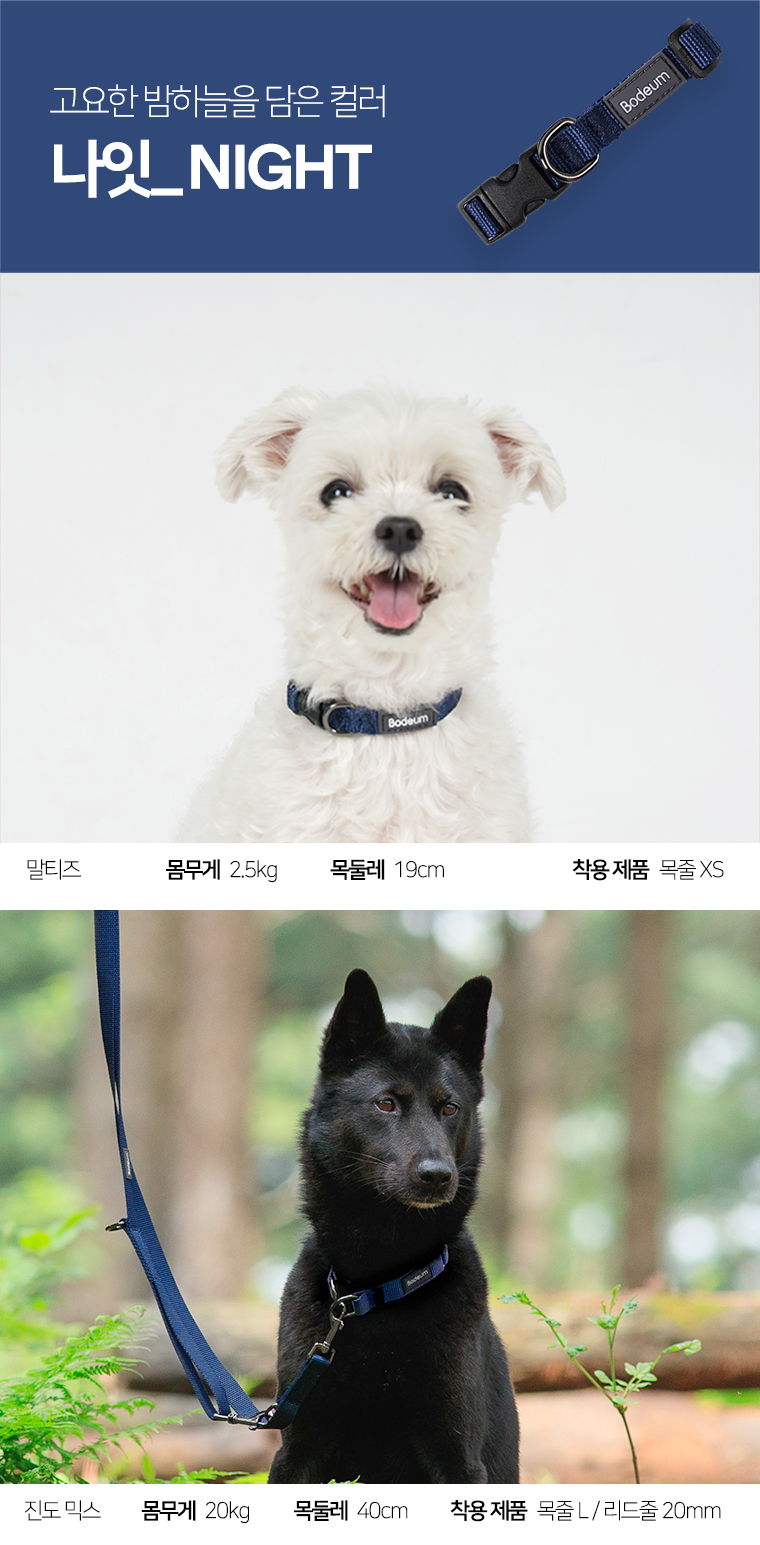 고요한 밤하늘을 담은 컬러
나잇_NIGHT
Bodeum
Bodeum
말티즈 몸무게 2.5kg 목둘레 19cm 착용 제품 목줄 XS
Bodeum
진도 믹스 몸무게 20kg 목둘레 40cm 착용 제품 목줄 L / 리드줄 20mm